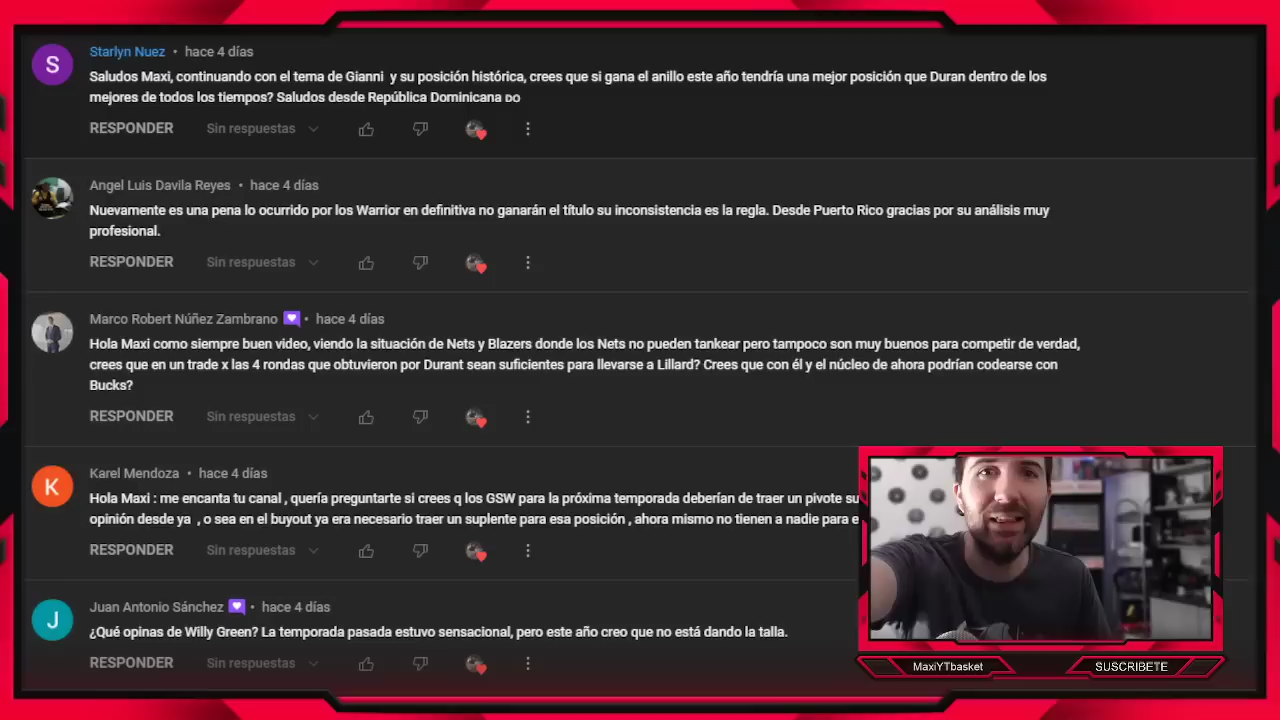 S
Starlyn Nuez • hace 4 días
Saludos Maxi, continuando con el tema de Gianni y su posición histórica, crees que si gana el anillo este año tendría una mejor posición que Duran dentro de los
mejores de todos los tiempos? Saludos desde República Dominicana DO
RESPONDER Sin respuestas
Angel Luis Davila Reyes • hace 4 días
Nuevamente es una pena lo ocurrido por los Warrior en definitiva no ganarán el título su inconsistencia es la regla. Desde Puerto Rico gracias por su análisis muy
profesional.
RESPONDER Sin respuestas
Marco Robert Núñez Zambrano • hace 4 días
Hola Maxi como siempre buen video, viendo la situación de Nets y Blazers donde los Nets no pueden tankear pero tampoco son muy buenos para competir de verdad,
crees que en un trade x las 4 rondas que obtuvieron por Durant sean suficientes para llevarse a Lillard? Crees que con él y el núcleo de ahora podrían codearse con
Bucks?
RESPONDER Sin respuestas
K
Karel Mendoza • hace 4 días
Hola Maxi : me encanta tu canal , quería preguntarte si crees q los GSW para la próxima temporada deberían de traer un pivote su
opinión desde ya , o sea en el buyout ya era necesario traer un suplente para esa posición , ahora mismo no tienen a nadie para e
RESPONDER Sin respuestas
J
Juan Antonio Sánchez • hace 4 días
¿Qué opinas de Willy Green? La temporada pasada estuvo sensacional, pero este año creo que no está dando la talla.
RESPONDER Sin respuestas
MaxiYTbasket
SUSCRIBETE